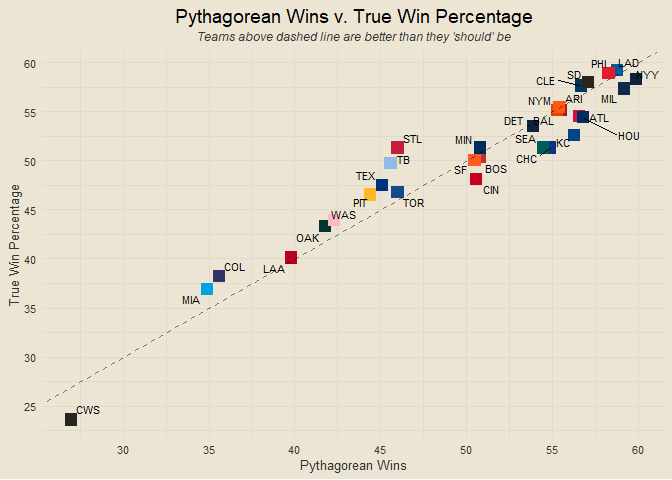 Pythagorean Wins v. True Win Percentage
Teams above dashed line are better than they 'should' be
60
55
50
45
40
35
30
25
True Win Percentage
PHI
LAD
SD
NYY
CLE
NYM
ARI
MIL
DET
BAL
ATL
HOU
STL
MIN
SEA
KC
TB
CHC
SF
BOS
TEX
CIN
PIT
TOR
WAS
OAK
COL
LAA
MIA
CWS
30
35
40
45
50
55
60
Pythagorean Wins